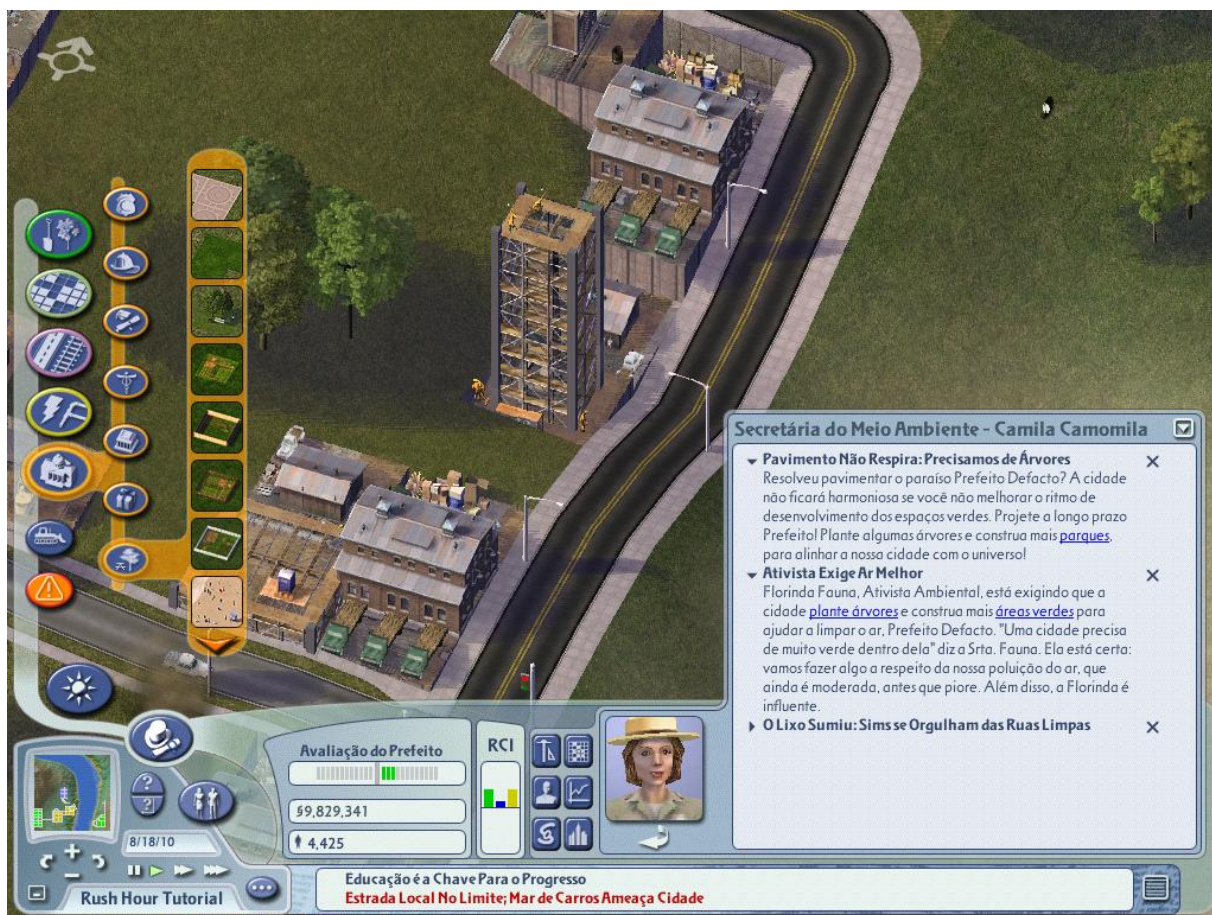 Secretária do Meio Ambiente - Camila Camomila
Pavimento Não Respira: Precisamos de Árvores
Resolveu pavimentar o paraíso Prefeito Defacto? A cidade
não ficará harmoniosa se você não melhorar o ritmo de
desenvolvimento dos espaços verdes. Projete a longo prazo
Prefeito! Plante algumas árvores e construa mais parques,
para alinhar a nossa cidade com o universo!
Ativista Exige Ar Melhor
Florinda Fauna, Ativista Ambiental, está exigindo que a
cidade plante árvores e construa mais áreas verdes para
ajudar a limpar o ar, Prefeito Defacto. "Uma cidade precisa
de muito verde dentro dela" diz a Srta. Fauna. Ela está certa:
vamos fazer algo a respeito da nossa poluição do ar, que
ainda é moderada, antes que piore. Além disso, a Florinda é
influente.
O Lixo Sumiu: Sims se Orgulham das Ruas Limpas
Avaliação do Prefeito
RCI
§9,829,341
4,425
8/18/10
Rush Hour Tutorial
Educação é a Chave Para o Progresso
Estrada Local No Limite; Mar de Carros Ameaça Cidade